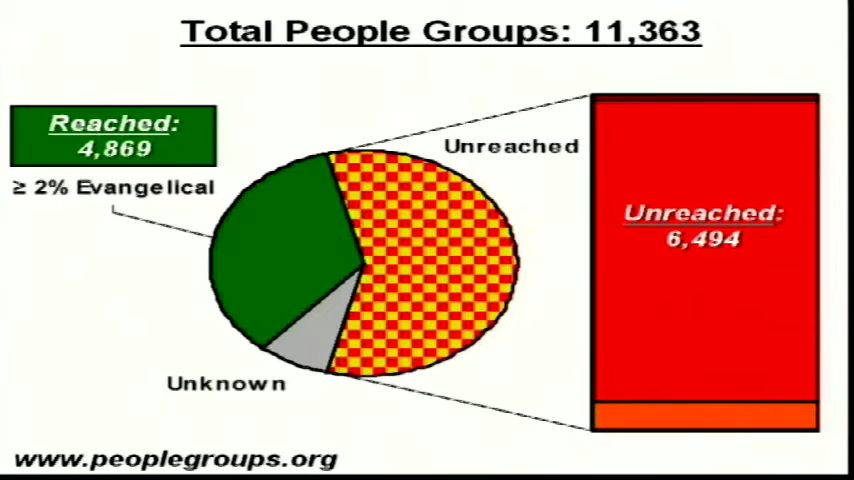 Total People Groups: 11,363
Reached:
4,869
≥ 2% Evangelical
Unreached
Unreached:
6,494
Unknown
www.peoplegroups.org